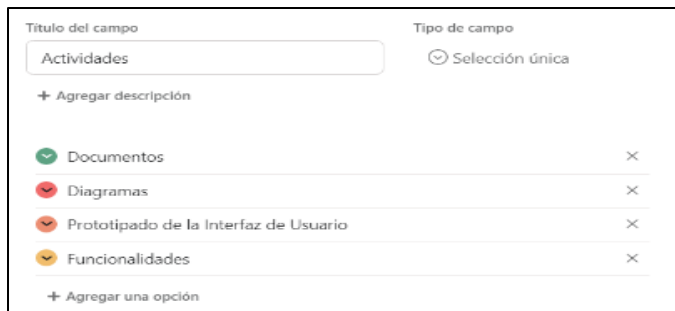 Título del campo
Tipo de campo
Actividades
Selección única
+ Agregar descripción
Documentos
Diagramas
Prototipado de la Interfaz de Usuario
Funcionalidades
+ Agregar una opción